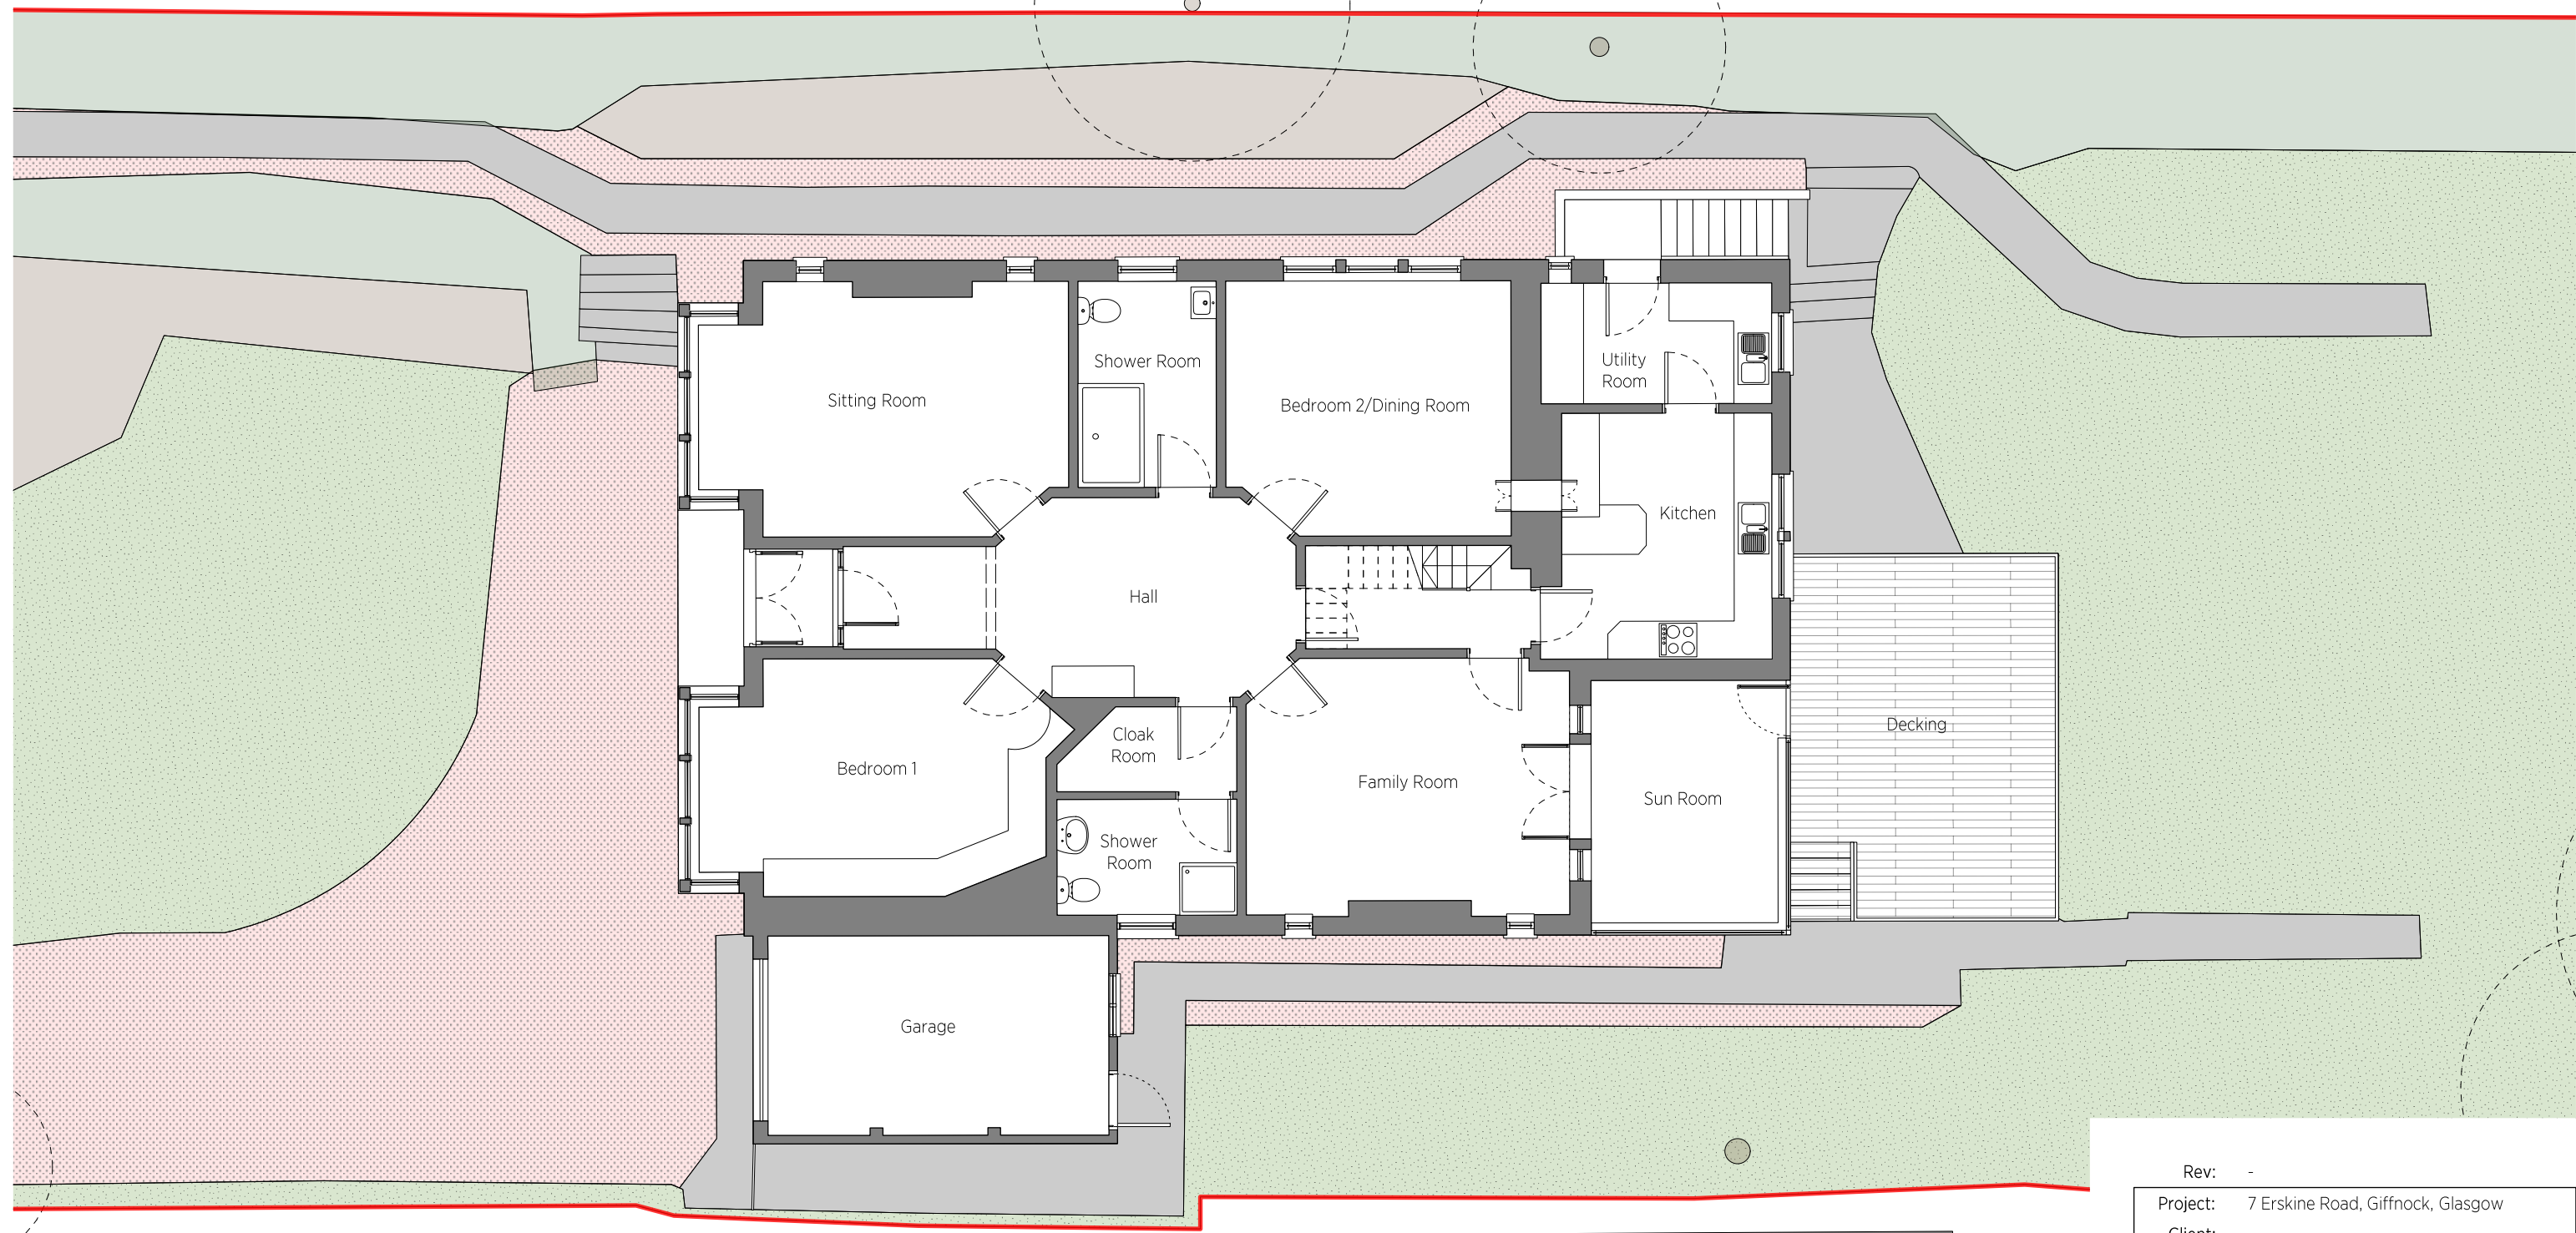 Shower Room
Sitting Room
Bedroom 2/Dining Room
Utility
Room
Kitchen
Hall
Cloak
Room
Bedroom 1
Family Room
Sun Room
Decking
Shower
Room
Garage
Rev: -
Project: 7 Erskine Road, Giffnock, Glasgow